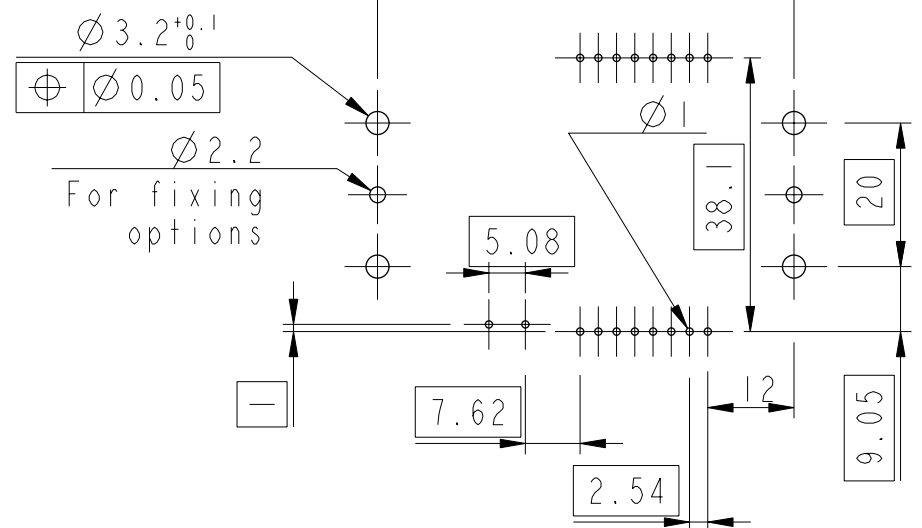 Ø3.2 +0.1 0
⌖ Ø0.05
Ø2.2
For fixing
options
5.08
Ø1
38.1
20
1
7.62
12
9.05
2.54